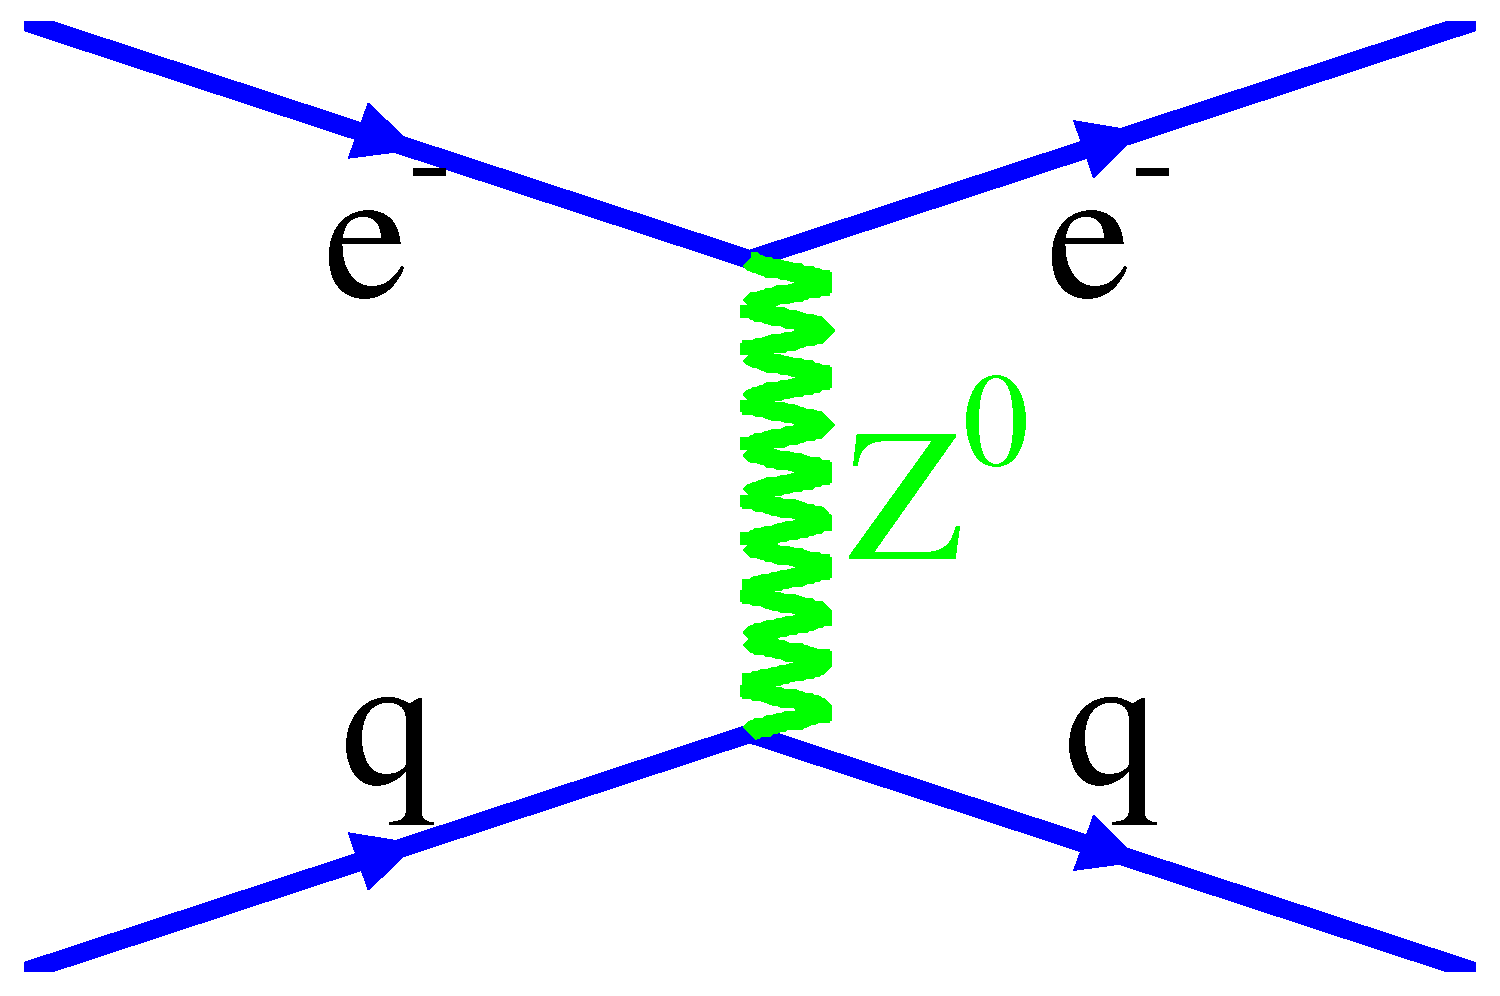 e⁻ e⁻
Z⁰
q q